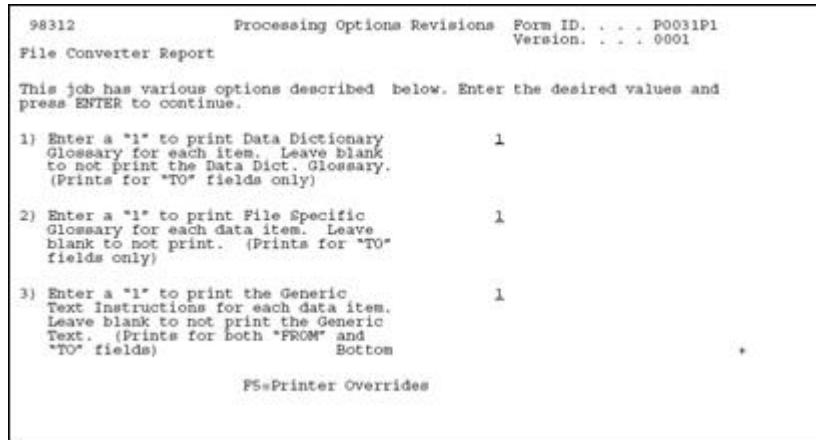 98312 Processing Options Revisions Form ID. . . . P0031P1
Version. . . . 0001
File Converter Report
This job has various options described below. Enter the desired values and
press ENTER to continue.
1) Enter a "1" to print Data Dictionary 1
Glossary for each item. Leave blank
to not print the Data Dict. Glossary.
(Prints for "TO" fields only)
2) Enter a "1" to print File Specific 1
Glossary for each data item. Leave
blank to not print. (Prints for "TO"
fields only)
3) Enter a "1" to print the Generic 1
Text Instructions for each data item.
Leave blank to not print the Generic
Text. (Prints for both "FROM" and
"TO" fields) Bottom +
F5=Printer Overrides